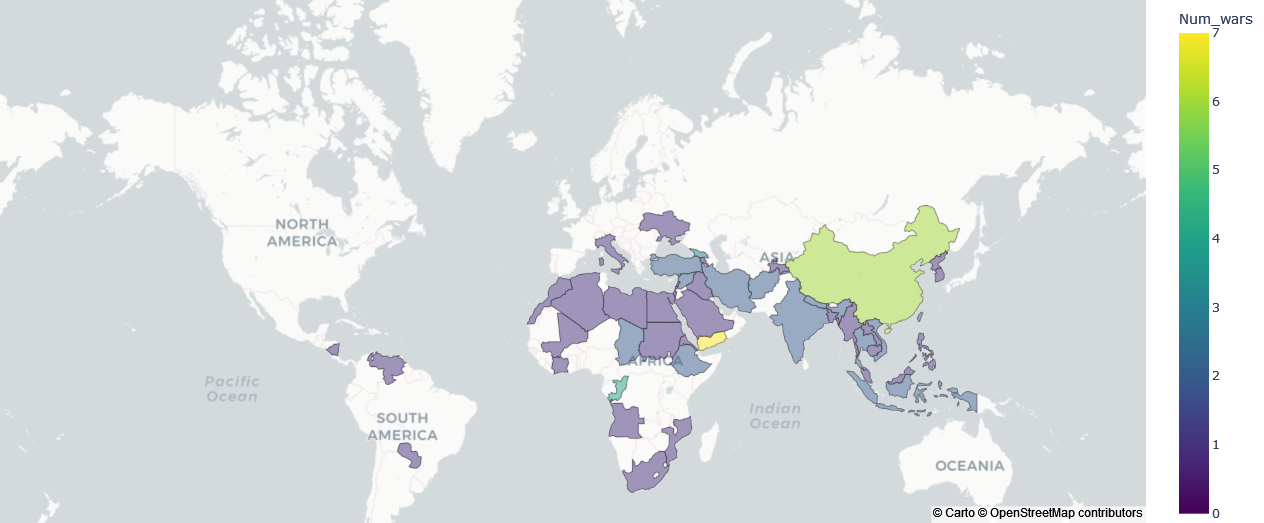 Num_wars
7
6
5
4
3
2
1
0
NORTH
AMERICA
ASIA
AFRICA
Pacific
Ocean
Indian
Ocean
SOUTH
AMERICA
OCEANIA
© Carto © OpenStreetMap contributors